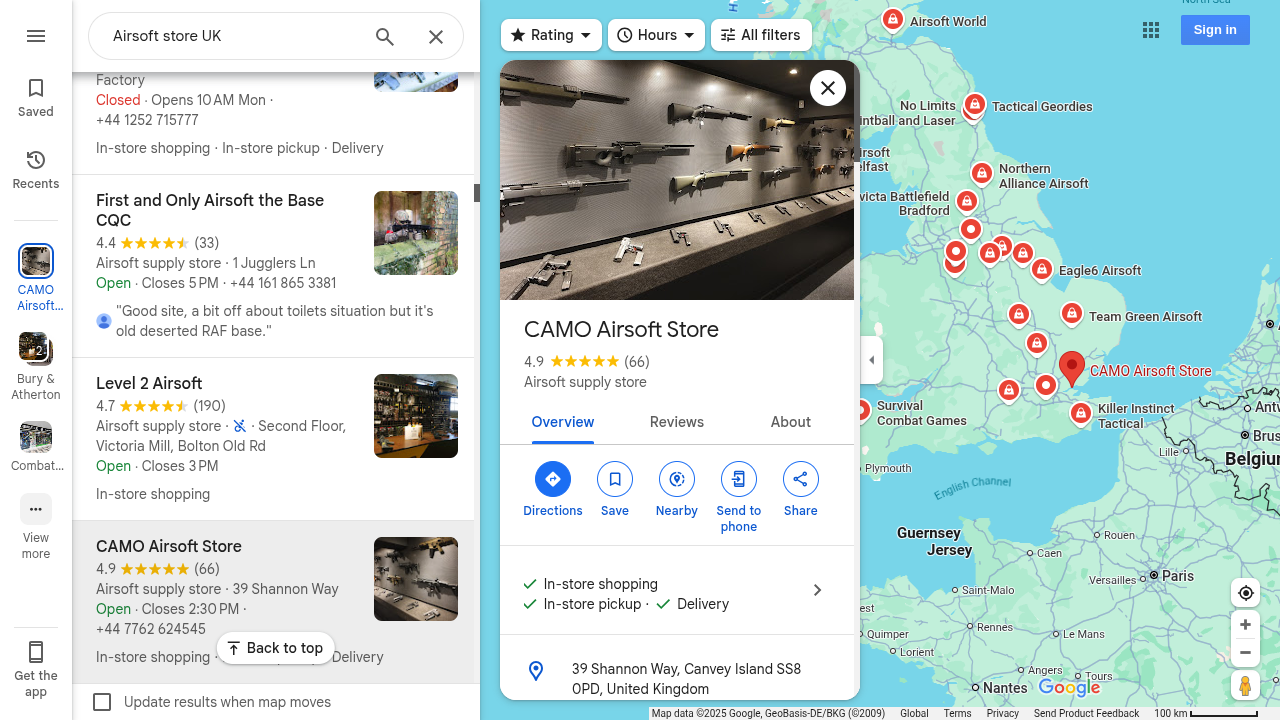 Airsoft store UK
Saved
Recents
CAMO
Airsoft...
2
Bury &
Atherton
Combat...
View
more
Get the
app
Factory
Closed · Opens 10 AM Mon ·
+44 1252 715777
In-store shopping · In-store pickup · Delivery
First and Only Airsoft the Base
CQC
4.4 (33)
Airsoft supply store · 1 Jugglers Ln
Open · Closes 5 PM · +44 161 865 3381
"Good site, a bit off about toilets situation but it's
old deserted RAF base."
Level 2 Airsoft
4.7 (190)
Airsoft supply store · · Second Floor,
Victoria Mill, Bolton Old Rd
Open · Closes 3 PM
In-store shopping
CAMO Airsoft Store
4.9 (66)
Airsoft supply store · 39 Shannon Way
Open · Closes 2:30 PM ·
+44 7762 624545
In-store shopping · Delivery
Back to top
Update results when map moves
Rating
Hours
All filters
CAMO Airsoft Store
4.9 (66)
Airsoft supply store
Overview
Reviews
About
Directions
Save
Nearby
Send to
phone
Share
In-store shopping
In-store pickup · Delivery
39 Shannon Way, Canvey Island SS8
0PD, United Kingdom
Sign in
North Sea
Airsoft World
No Limits
intball and Laser
Tactical Geordies
irsoft
elfast
Northern
Alliance Airsoft
victa Battlefield
Bradford
Eagle6 Airsoft
Team Green Airsoft
CAMO Airsoft Store
Survival
Combat Games
Killer Instinct
Tactical
Antw
Brus
Lille
Belgium
Plymouth
English Channel
Guernsey
Jersey
Rouen
Caen
Versailles
Paris
Saint-Malo
est
Quimper
Rennes
Le Mans
Lorient
Angers
Tours
Nantes
Google
Map data ©2025 Google, GeoBasis-DE/BKG (©2009)
Global
Terms
Privacy
Send Product Feedback
100 km